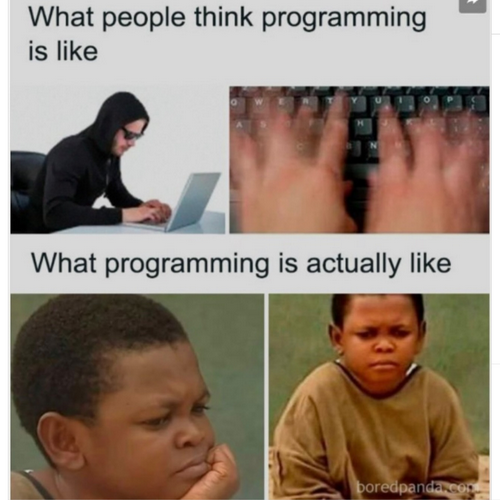 What people think programming
is like
Q W E R T Y U I O P
A
H
B N
What programming is actually like
boredpanda.com